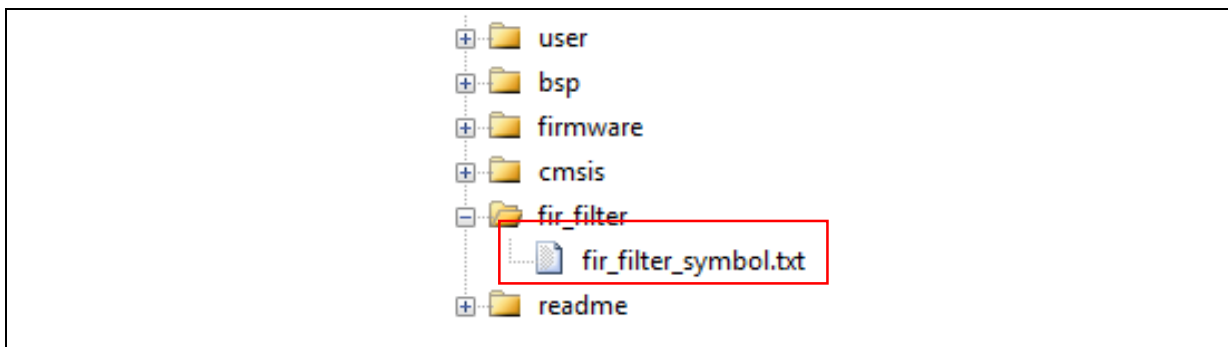 user
bsp
firmware
cmsis
fir_filter
fir_filter_symbol.txt
readme